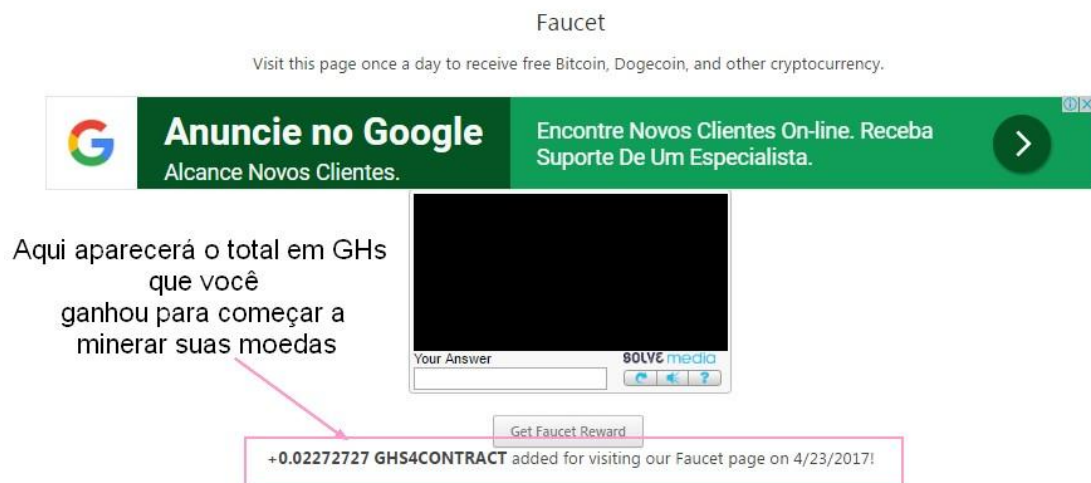 Faucet
Visit this page once a day to receive free Bitcoin, Dogecoin, and other cryptocurrency.
G
Anuncie no Google
Alcance Novos Clientes.
Encontre Novos Clientes On-line. Receba
Suporte De Um Especialista.
Aqui aparecerá o total em GHs
que você
ganhou para começar a
minerar suas moedas
Your Answer
SOLVE media
?
Get Faucet Reward
+0.02272727 GHS4CONTRACT added for visiting our Faucet page on 4/23/2017!